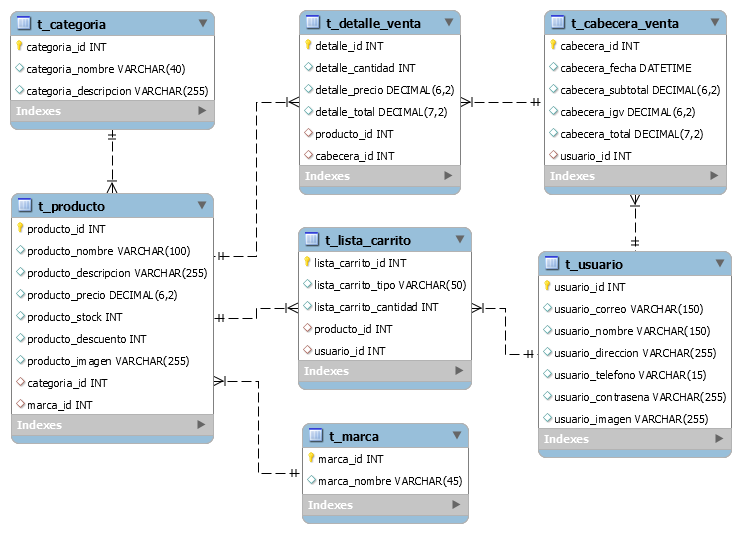 t_categoria
categoria_id INT
categoria_nombre VARCHAR(40)
categoria_descripcion VARCHAR(255)
Indexes
t_detalle_venta
detalle_id INT
detalle_cantidad INT
detalle_precio DECIMAL(6,2)
detalle_total DECIMAL(7,2)
producto_id INT
cabecera_id INT
Indexes
t_cabecera_venta
cabecera_id INT
cabecera_fecha DATETIME
cabecera_subtotal DECIMAL(6,2)
cabecera_igv DECIMAL(6,2)
cabecera_total DECIMAL(7,2)
usuario_id INT
Indexes
t_producto
producto_id INT
producto_nombre VARCHAR(100)
producto_descripcion VARCHAR(255)
producto_precio DECIMAL(6,2)
producto_stock INT
producto_descuento INT
producto_imagen VARCHAR(255)
categoria_id INT
marca_id INT
Indexes
t_lista_carrito
lista_carrito_id INT
lista_carrito_tipo VARCHAR(50)
lista_carrito_cantidad INT
producto_id INT
usuario_id INT
Indexes
t_usuario
usuario_id INT
usuario_correo VARCHAR(150)
usuario_nombre VARCHAR(150)
usuario_direccion VARCHAR(255)
usuario_telefono VARCHAR(15)
usuario_contrasena VARCHAR(255)
usuario_imagen VARCHAR(255)
Indexes
t_marca
marca_id INT
marca_nombre VARCHAR(45)
Indexes